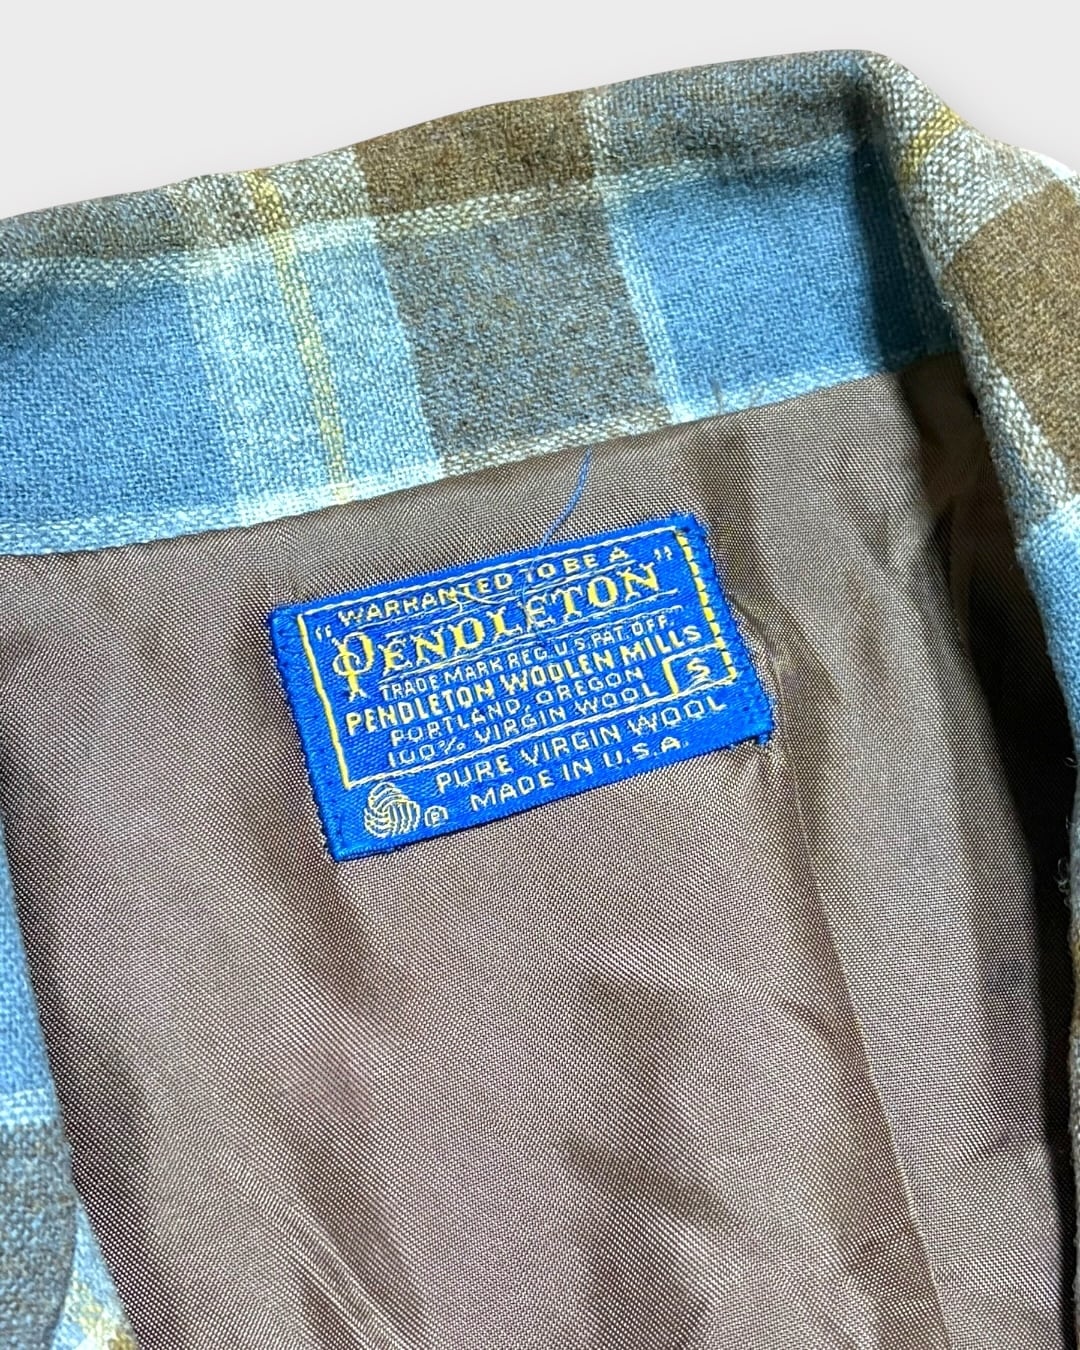 "WARRANTED TO BE A
PENDLETON"
TRADE MARK REG. U.S. PAT. OFF.
PENDLETON WOOLEN MILLS
PORTLAND, OREGON
100% VIRGIN WOOL
S
PURE VIRGIN WOOL
® MADE IN U.S.A.